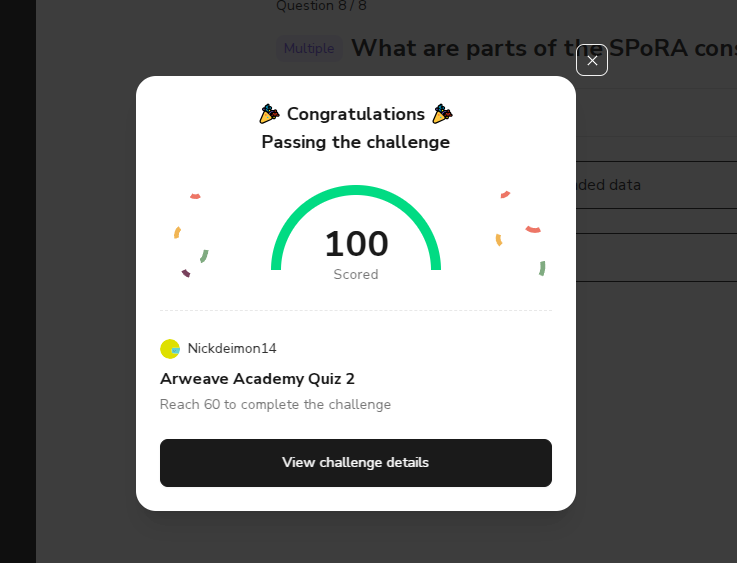 Question 8 / 8
Multiple What are parts of the SPoRA cons
Congratulations
Passing the challenge
nded data
100
Scored
Nickdeimon14
Arweave Academy Quiz 2
Reach 60 to complete the challenge
View challenge details